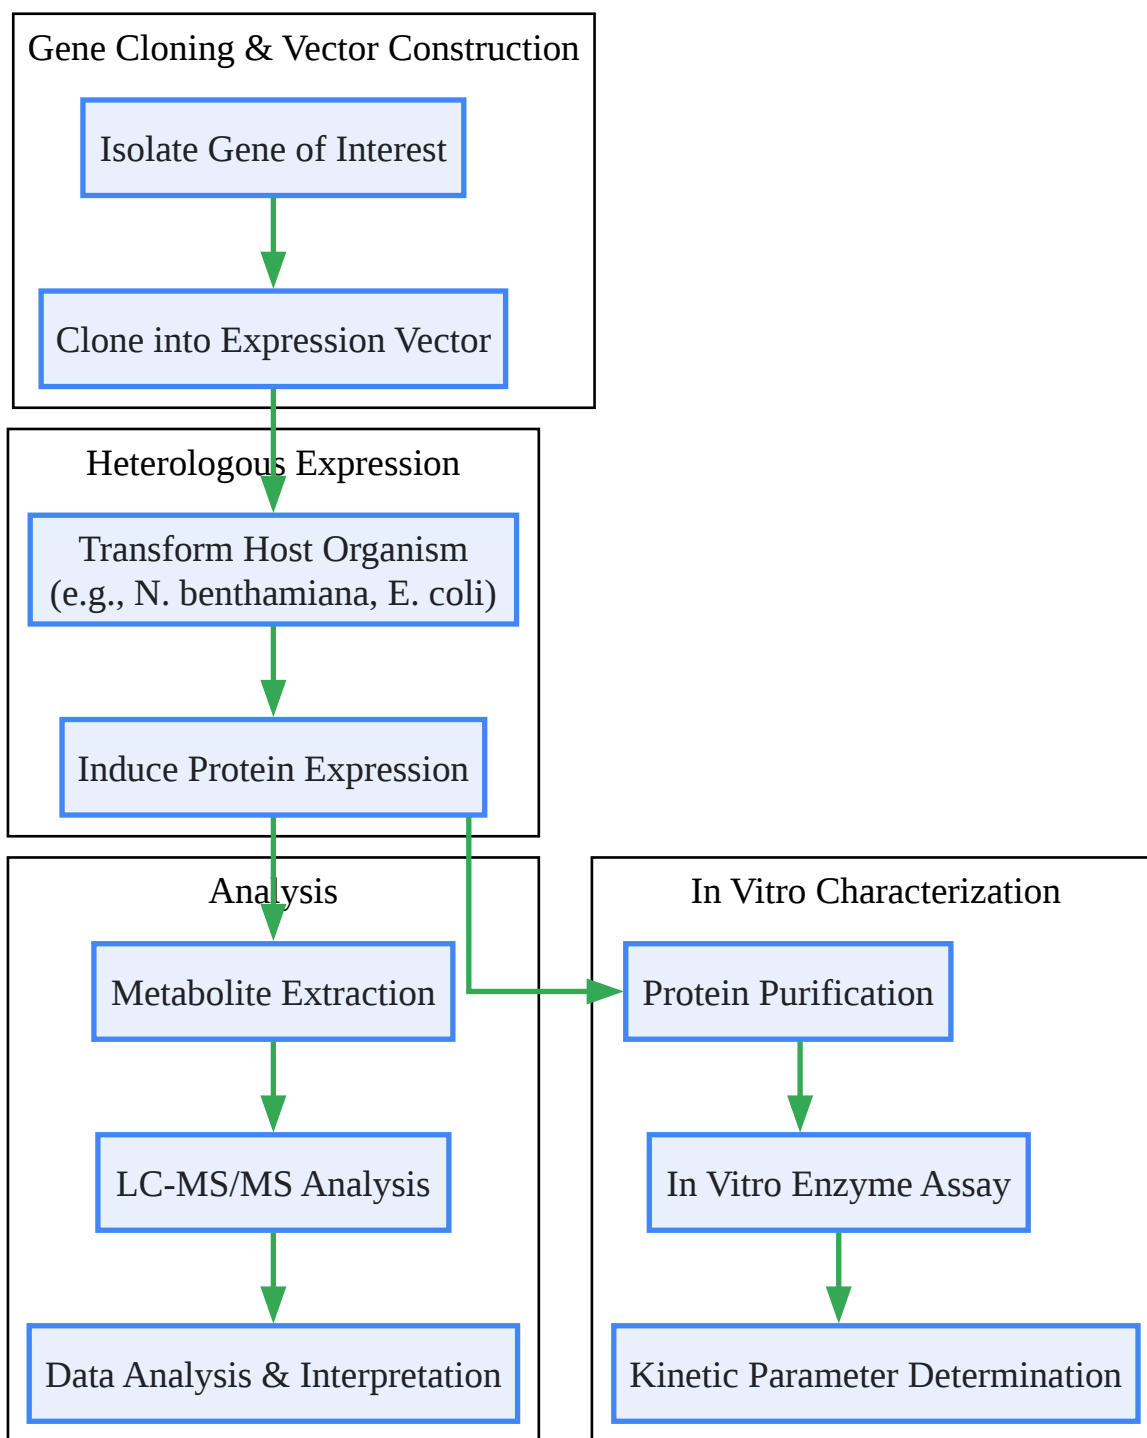 Gene Cloning & Vector Construction
Isolate Gene of Interest
Clone into Expression Vector
Heterologous Expression
Transform Host Organism
(e.g., N. benthamiana, E. coli)
Induce Protein Expression
Analysis
Metabolite Extraction
LC-MS/MS Analysis
Data Analysis & Interpretation
In Vitro Characterization
Protein Purification
In Vitro Enzyme Assay
Kinetic Parameter Determination